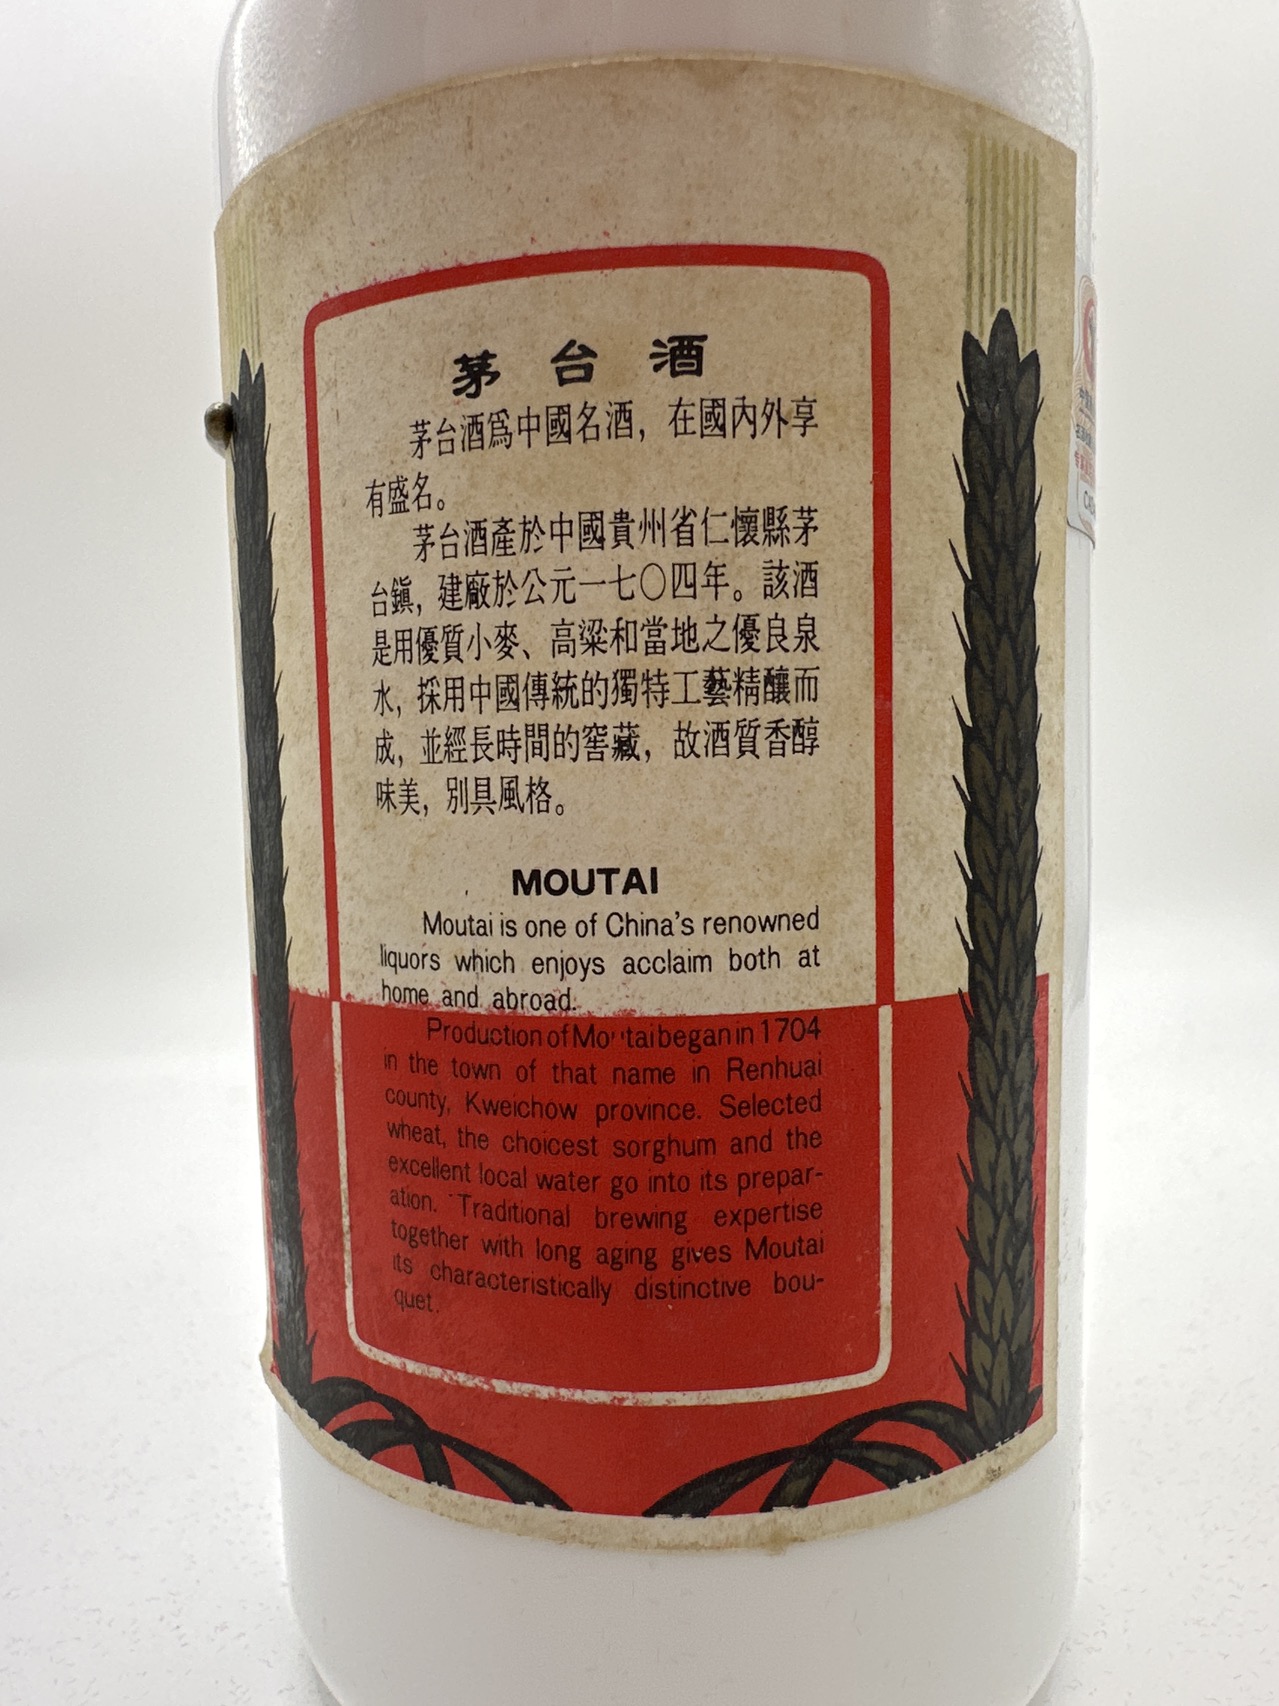 茅台酒
茅台酒爲中國名酒，在國內外享
有盛名。
茅台酒產於中國貴州省仁懷縣茅
台鎭，建廠於公元一七〇四年。該酒
是用優質小麥、高粱和當地之優良泉
水，採用中國傳統的獨特工藝精釀而
成，並經長時間的窖藏，故酒質香醇
味美，別具風格。
MOUTAI
Moutai is one of China's renowned
liquors which enjoys acclaim both at
home and abroad.
Production of Moutai began in 1704
in the town of that name in Renhuai
county, Kweichow province. Selected
wheat, the choicest sorghum and the
excellent local water go into its prepar-
ation. Traditional brewing expertise
together with long aging gives Moutai
its characteristically distinctive bou-
quet.